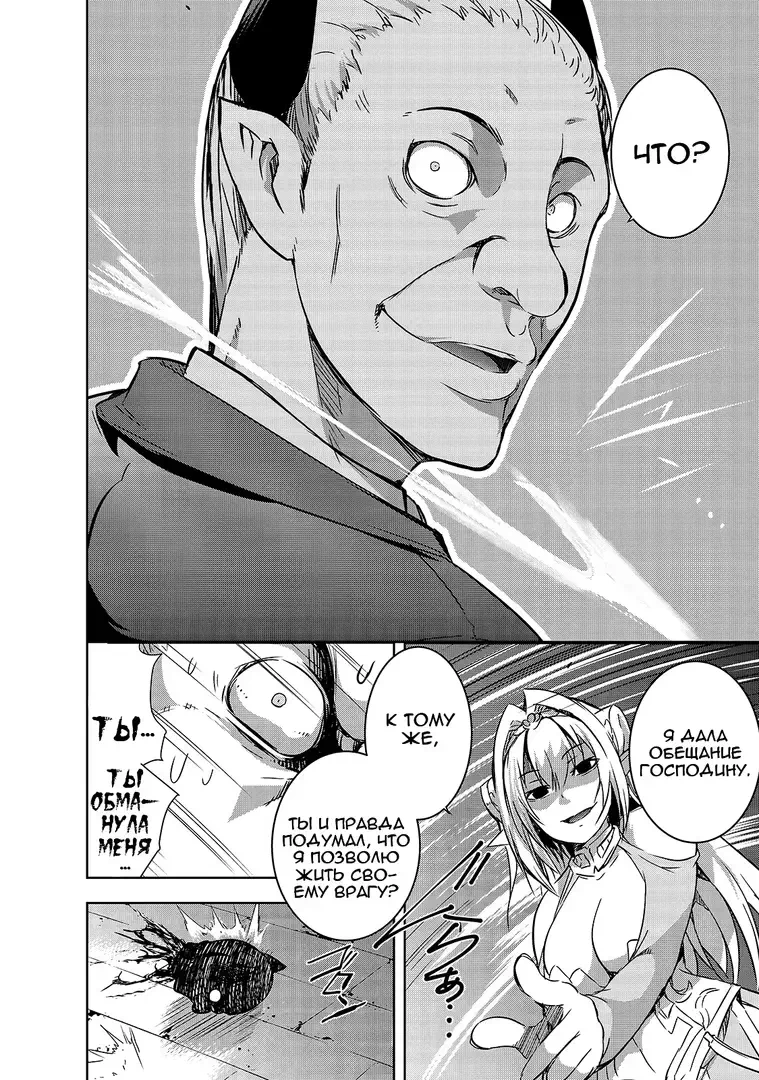 ЧТО?
Я ДАЛА
ОБЕЩАНИЕ
ГОСПОДИНУ.
К ТОМУ
ЖЕ,
ТЫ И ПРАВДА
ПОДУМАЛ, ЧТО
Я ПОЗВОЛЮ
ЖИТЬ СВО-
ЕМУ ВРАГУ?
ТЫ...
ТЫ
ОБМА-
НУЛА
МЕНЯ
...